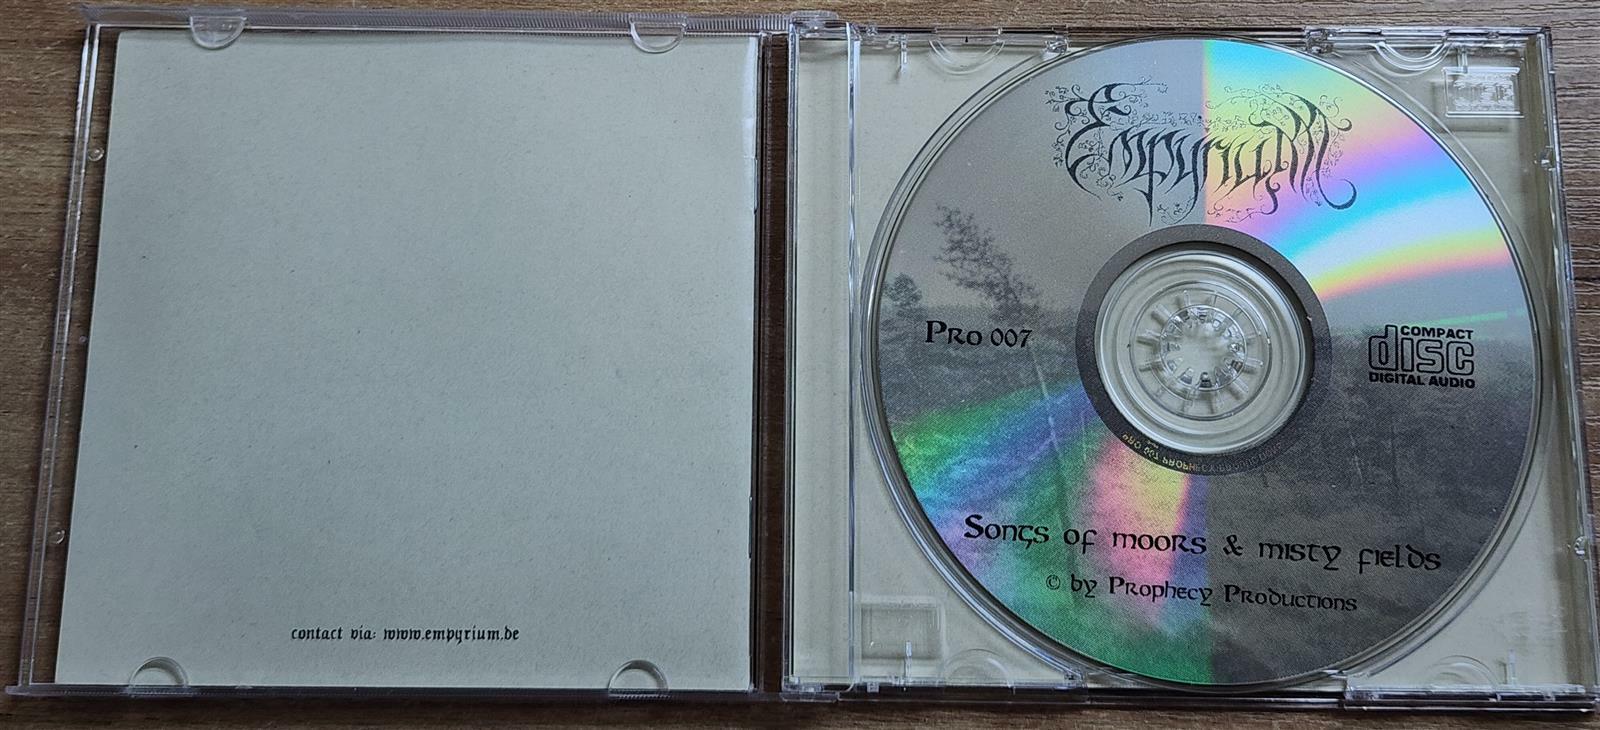 contact via: www.empyrium.de
Empyrium
Pro 007
COMPACT
disc
DIGITAL AUDIO
Songs of moors & misty fields
© by Prophecy Productions